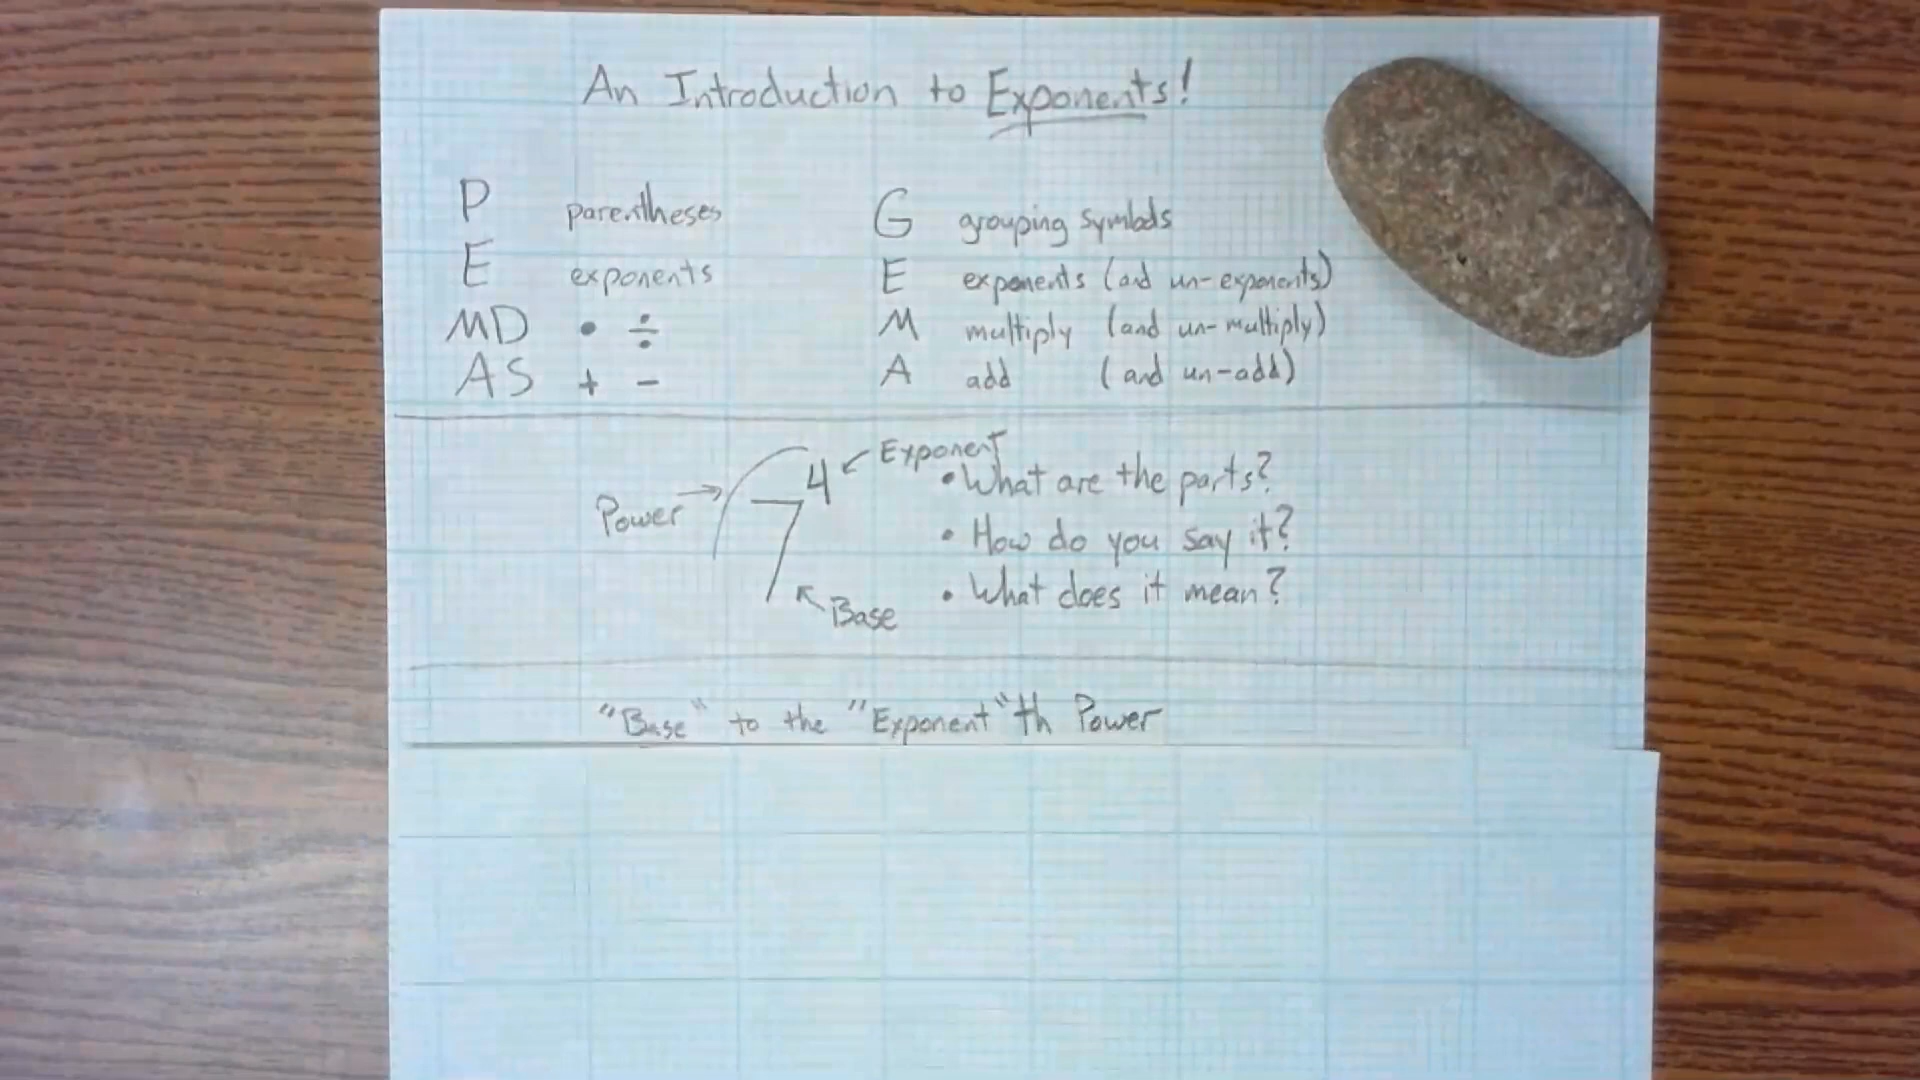 An Introduction to Exponents!
P parentheses G grouping symbols
E exponents E exponents (and un-exponents)
MD • ÷ M multiply (and un-multiply)
AS + - A add (and un-add)
7 4
Exponent
Power
Base
• What are the parts?
• How do you say it?
• What does it mean?
"Base" to the "Exponent"th Power